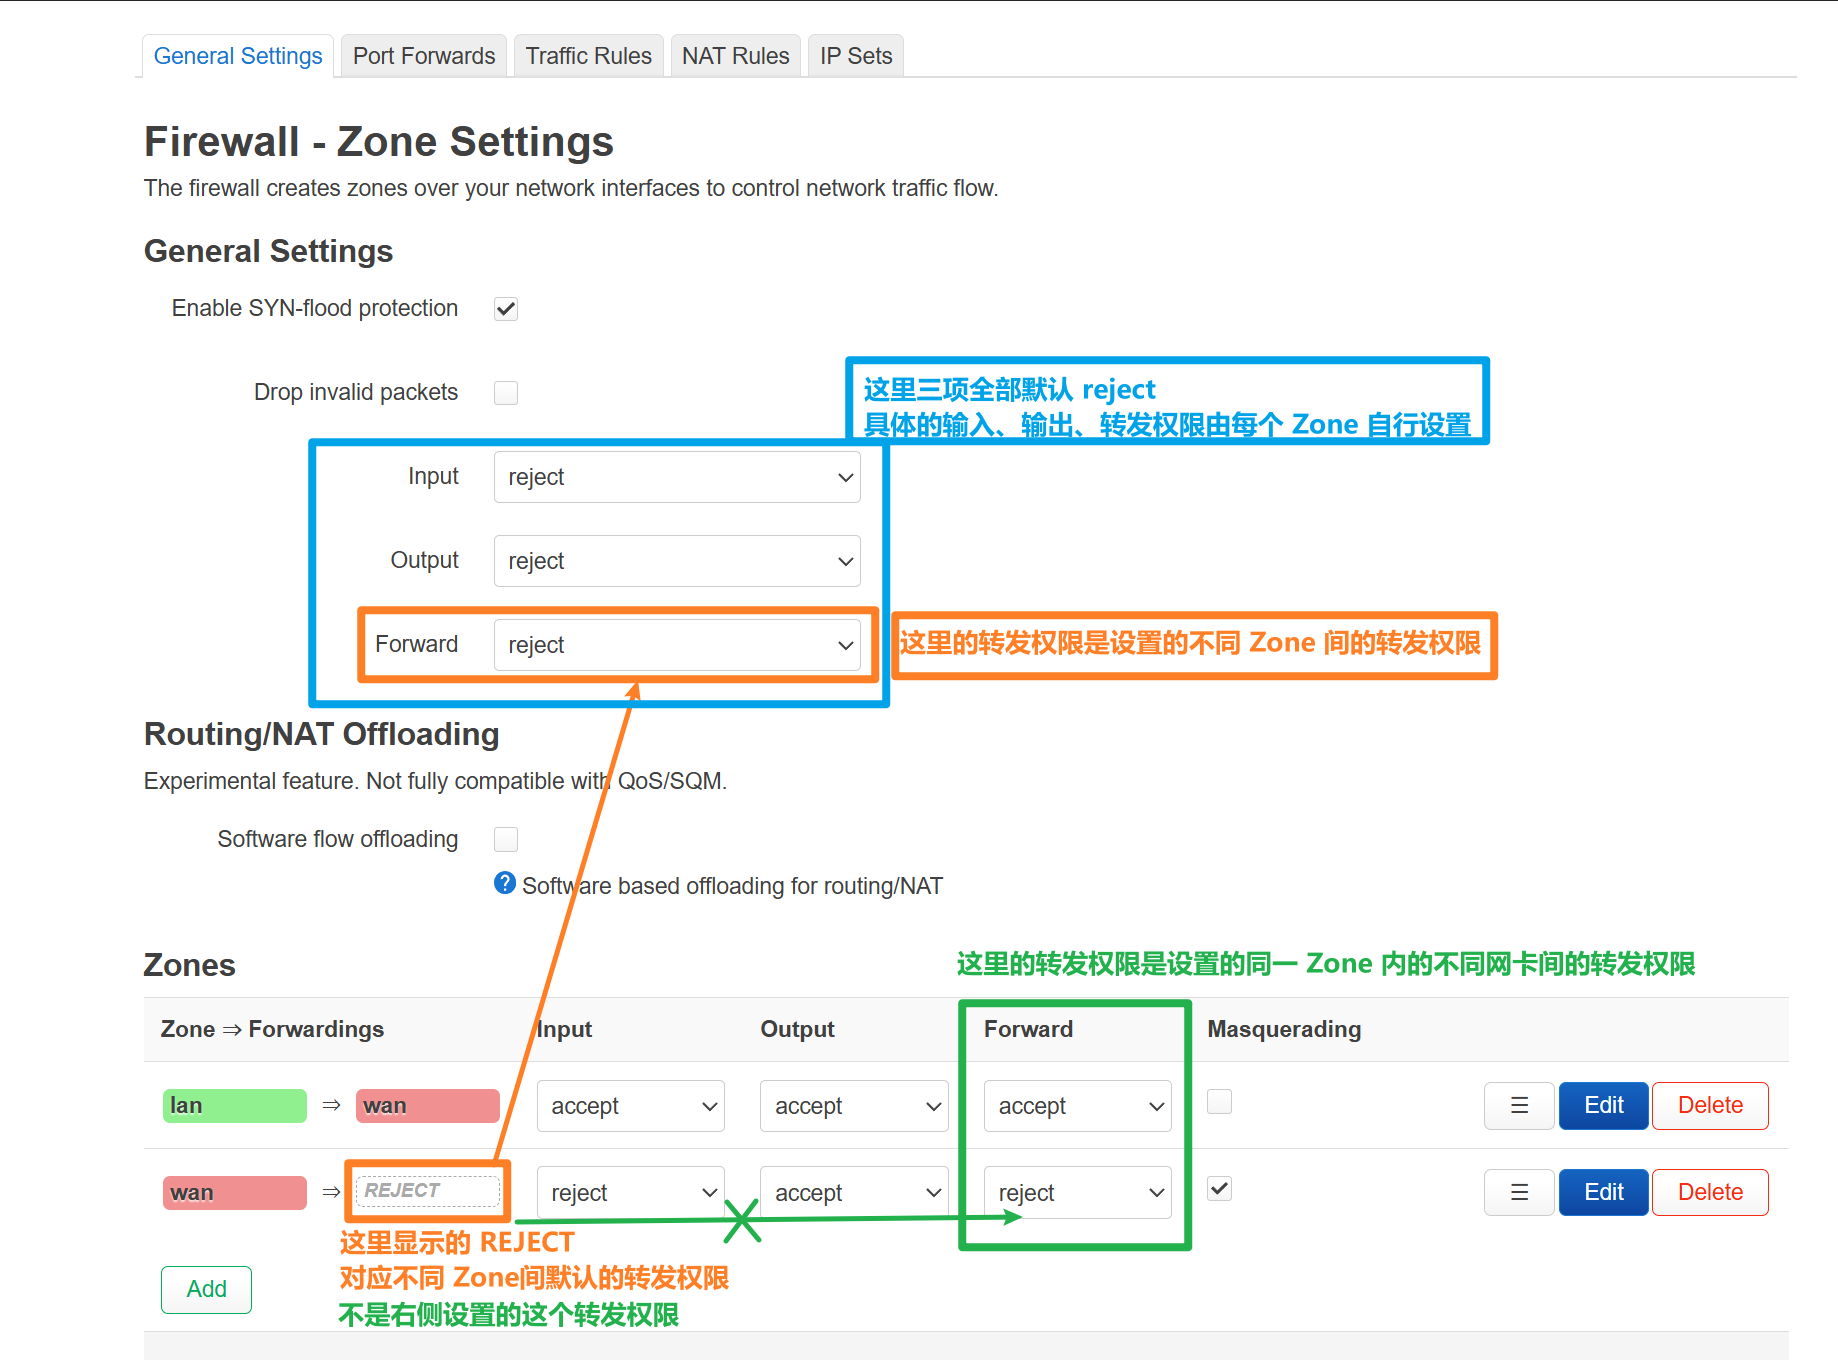 General Settings Port Forwards Traffic Rules NAT Rules IP Sets
Firewall - Zone Settings
The firewall creates zones over your network interfaces to control network traffic flow.
General Settings
Enable SYN-flood protection
Drop invalid packets
这里三项全部默认 reject
具体的输入、输出、转发权限由每个 Zone 自行设置
Input reject
Output reject
Forward reject
这里的转发权限是设置的不同 Zone 间的转发权限
Routing/NAT Offloading
Experimental feature. Not fully compatible with QoS/SQM.
Software flow offloading
Software based offloading for routing/NAT
Zones
这里的转发权限是设置的同一 Zone 内的不同网卡间的转发权限
Zone ⇒ Forwardings Input Output Forward Masquerading
lan ⇒ wan accept accept accept ☰ Edit Delete
wan ⇒ REJECT reject accept reject ☰ Edit Delete
这里显示的 REJECT
对应不同 Zone间默认的转发权限
不是右侧设置的这个转发权限
Add